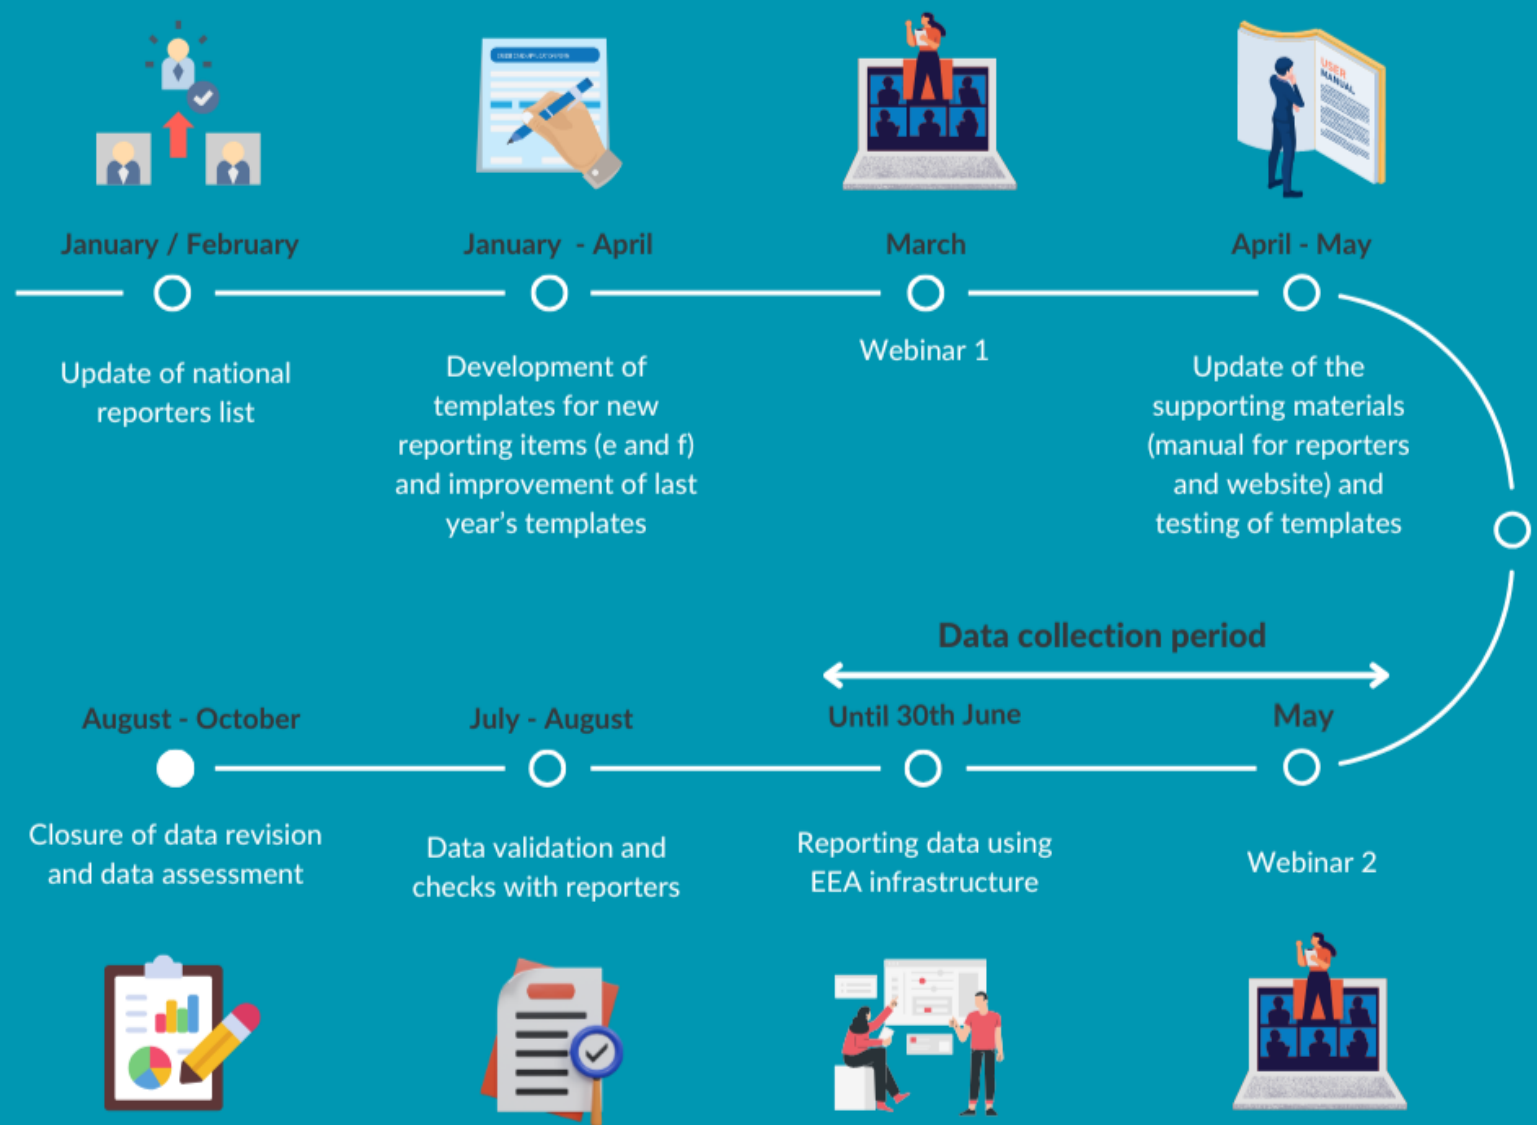 USER
MANUAL
January / February
January - April
March
April - May
Update of national
reporters list
Development of
templates for new
reporting items (e and f)
and improvement of last
year's templates
Webinar 1
Update of the
supporting materials
(manual for reporters
and website) and
testing of templates
Data collection period
August - October
July - August
Until 30th June
May
Closure of data revision
and data assessment
Data validation and
checks with reporters
Reporting data using
EEA infrastructure
Webinar 2